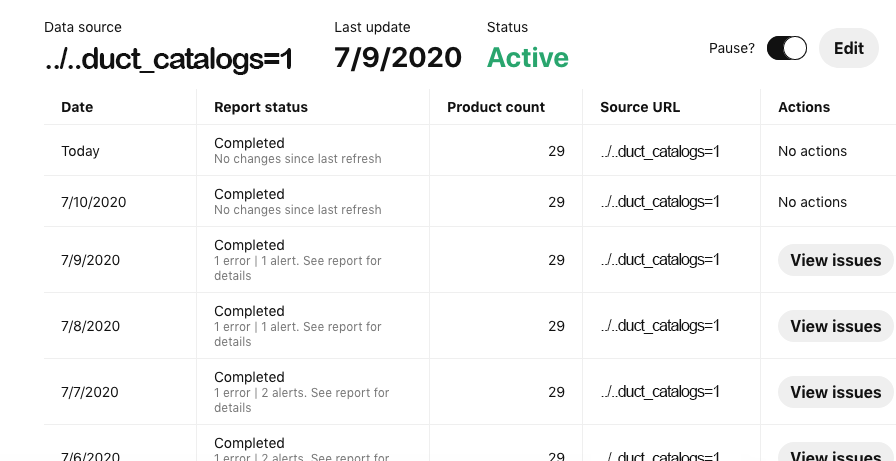 Data source Last update Status
../..duct_catalogs=1 7/9/2020 Active Pause? Edit
Date Report status Product count Source URL Actions
Today Completed 29 ../..duct_catalogs=1 No actions
No changes since last refresh
7/10/2020 Completed 29 ../..duct_catalogs=1 No actions
No changes since last refresh
7/9/2020 Completed 29 ../..duct_catalogs=1 View issues
1 error | 1 alert. See report for
details
7/8/2020 Completed 29 ../..duct_catalogs=1 View issues
1 error | 1 alert. See report for
details
7/7/2020 Completed 29 ../..duct_catalogs=1 View issues
1 error | 2 alerts. See report for
details
7/6/2020 Completed 29 ../..duct_catalogs=1 View issues
1 error | 2 alerts. See report for